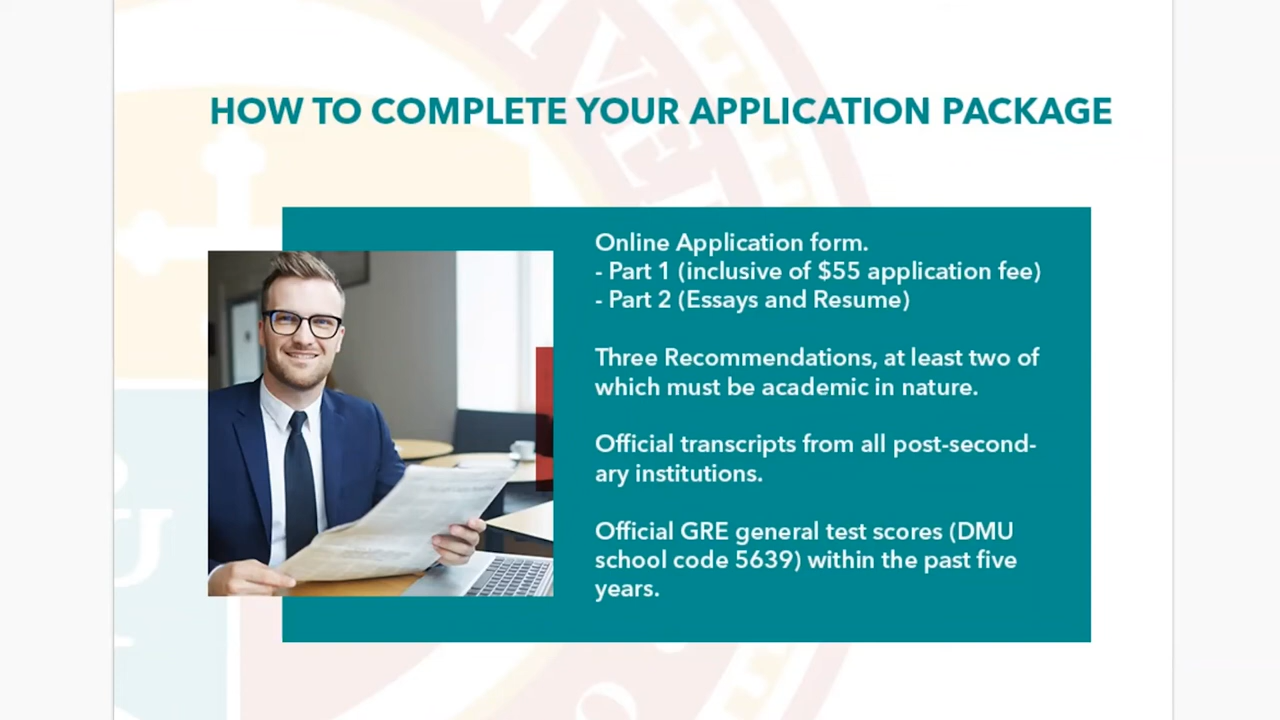 HOW TO COMPLETE YOUR APPLICATION PACKAGE
Online Application form.
- Part 1 (inclusive of $55 application fee)
- Part 2 (Essays and Resume)
Three Recommendations, at least two of
which must be academic in nature.
Official transcripts from all post-second-
ary institutions.
Official GRE general test scores (DMU
school code 5639) within the past five
years.